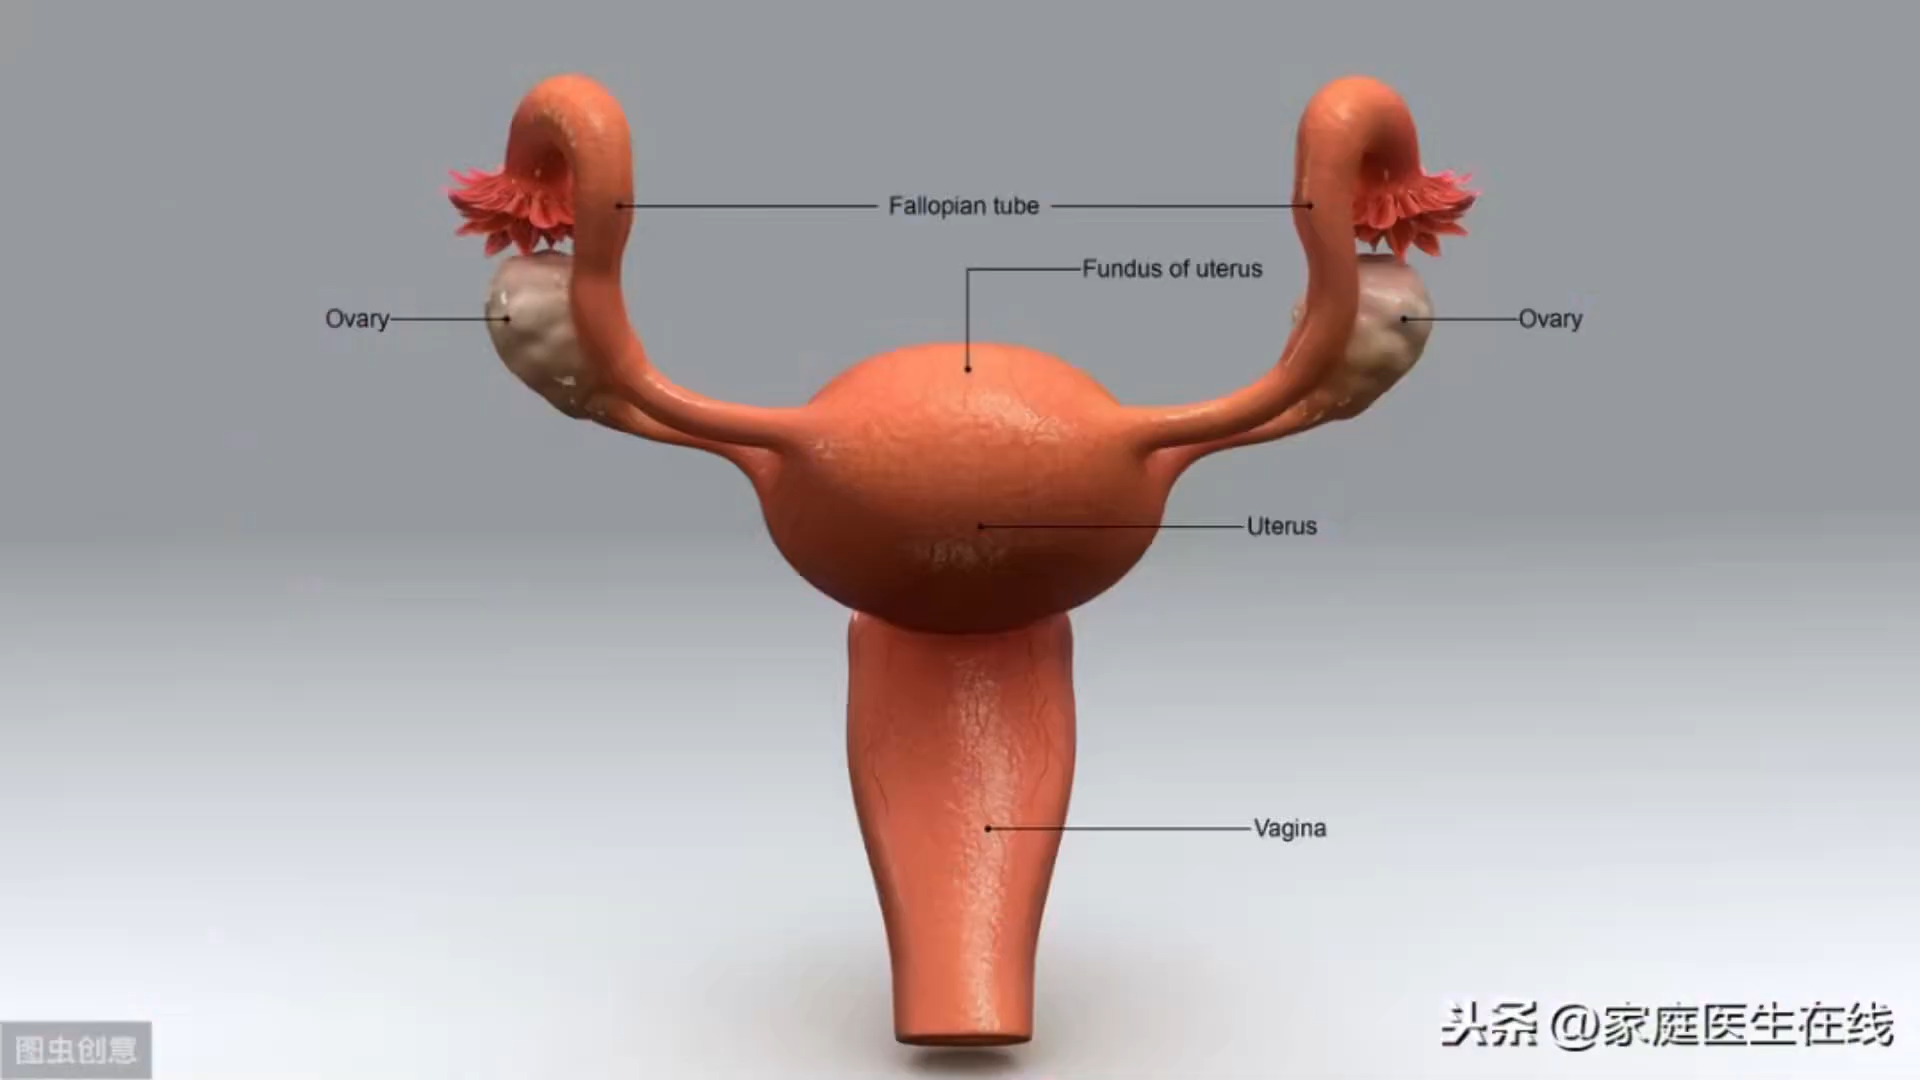 Fallopian tube
Fundus of uterus
Ovary
Ovary
Uterus
Vagina
头条 @家庭医生在线
图虫创意